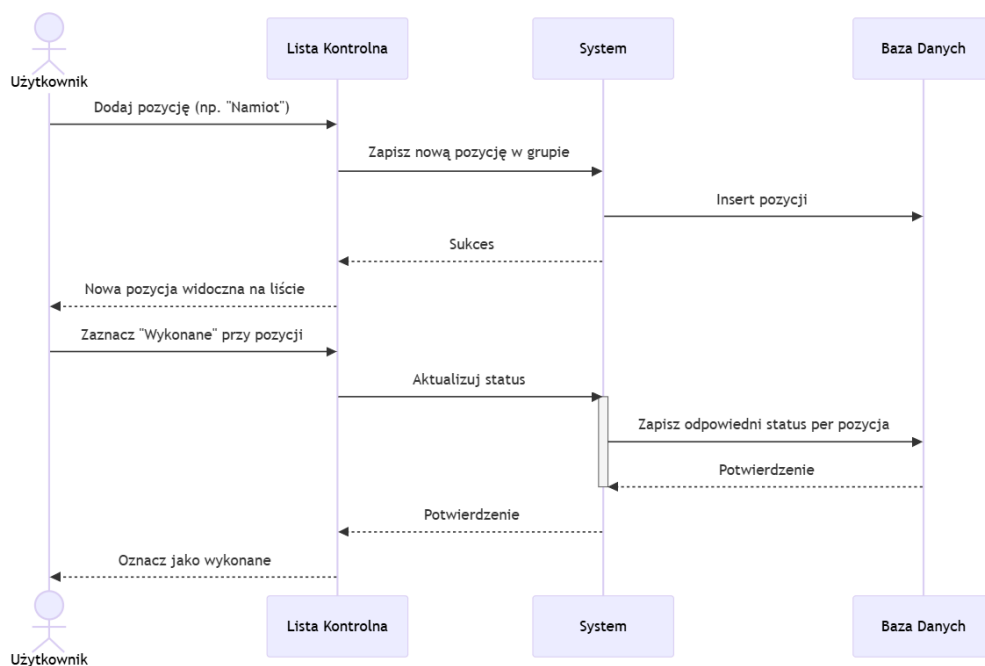 Użytkownik
Lista Kontrolna
System
Baza Danych
Dodaj pozycję (np. "Namiot")
Zapisz nową pozycję w grupie
Insert pozycji
Sukces
Nowa pozycja widoczna na liście
Zaznacz "Wykonane" przy pozycji
Aktualizuj status
Zapisz odpowiedni status per pozycja
Potwierdzenie
Potwierdzenie
Oznacz jako wykonane
Użytkownik
Lista Kontrolna
System
Baza Danych